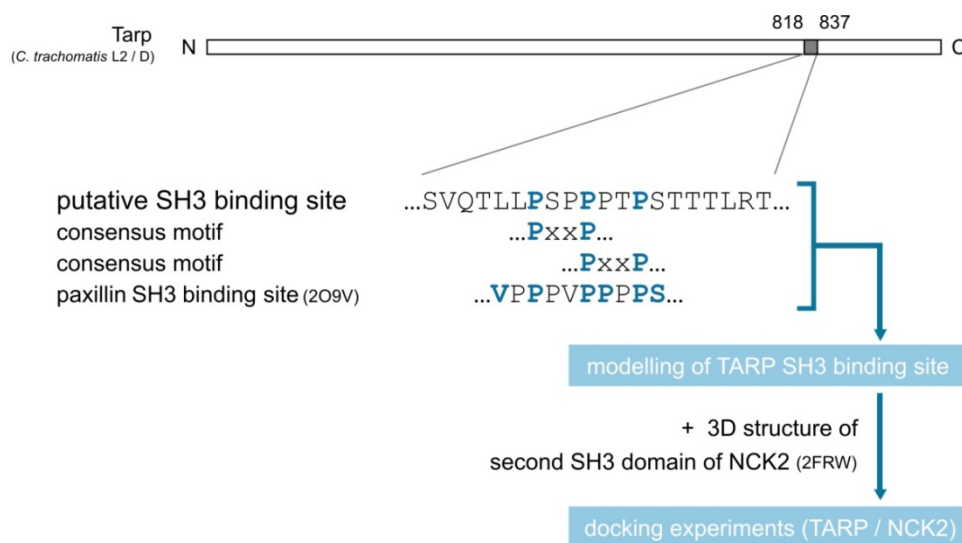 818 837
Tarp N C
(C. trachomatis L2 / D)
putative SH3 binding site ...SVQTLLPSPPPTPSTTTLRT...
consensus motif ...PxxP...
consensus motif ...PxxP...
paxillin SH3 binding site (2O9V) ...VPPPVPPPPS...
modelling of TARP SH3 binding site
+ 3D structure of
second SH3 domain of NCK2 (2FRW)
docking experiments (TARP / NCK2)